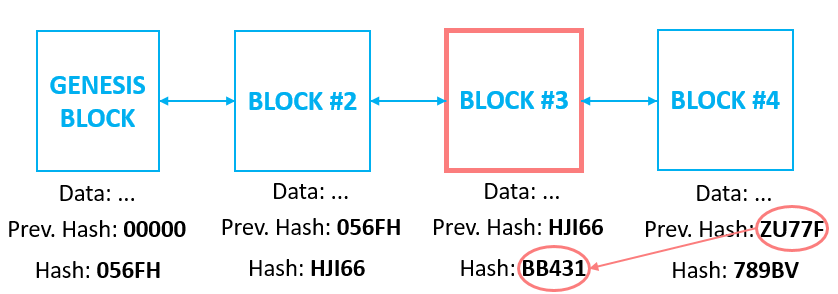 GENESIS
BLOCK
BLOCK #2
BLOCK #3
BLOCK #4
Data: ...
Prev. Hash: 00000
Hash: 056FH
Data: ...
Prev. Hash: 056FH
Hash: HJI66
Data: ...
Prev. Hash: HJI66
Hash: BB431
Data: ...
Prev. Hash: ZU77F
Hash: 789BV